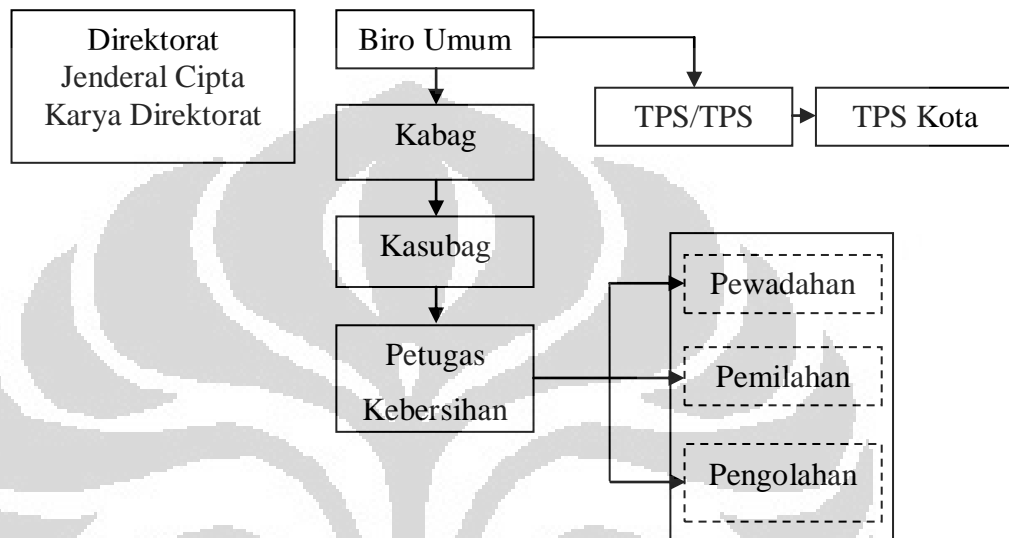 Direktorat
Jenderal Cipta
Karya Direktorat
Biro Umum
TPS/TPS
TPS Kota
Kabag
Kasubag
Petugas
Kebersihan
Pewadahan
Pemilahan
Pengolahan